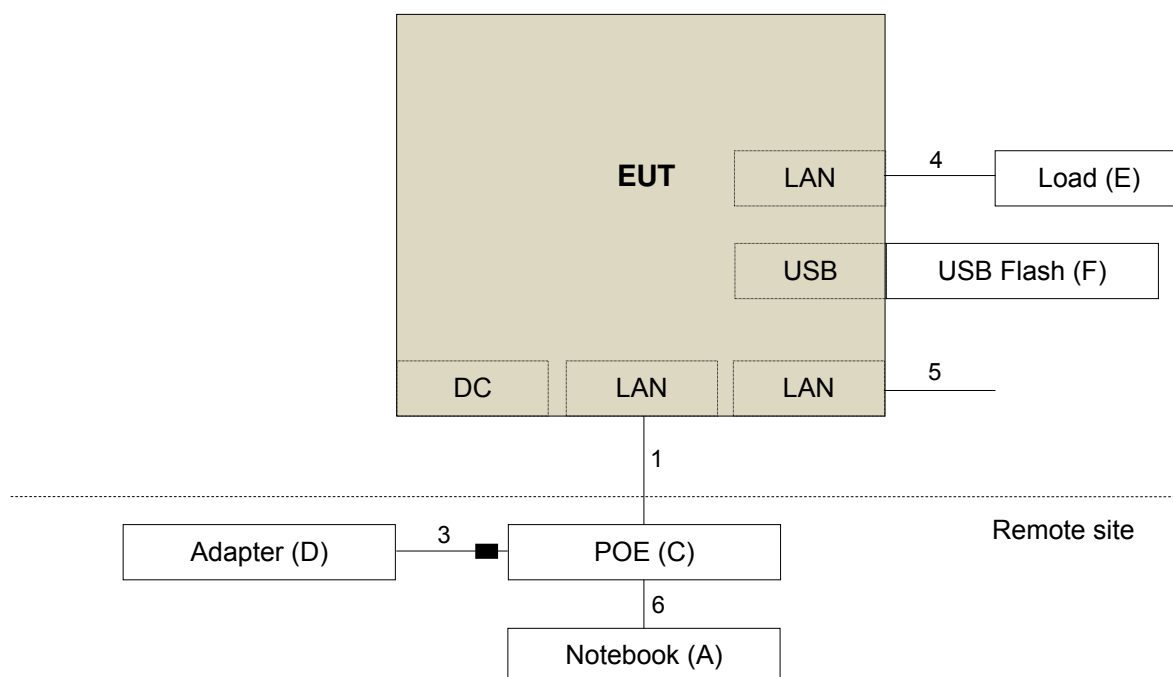 EUT
LAN
4
Load (E)
USB
USB Flash (F)
DC
LAN
LAN
5
1
Remote site
Adapter (D)
3
POE (C)
6
Notebook (A)